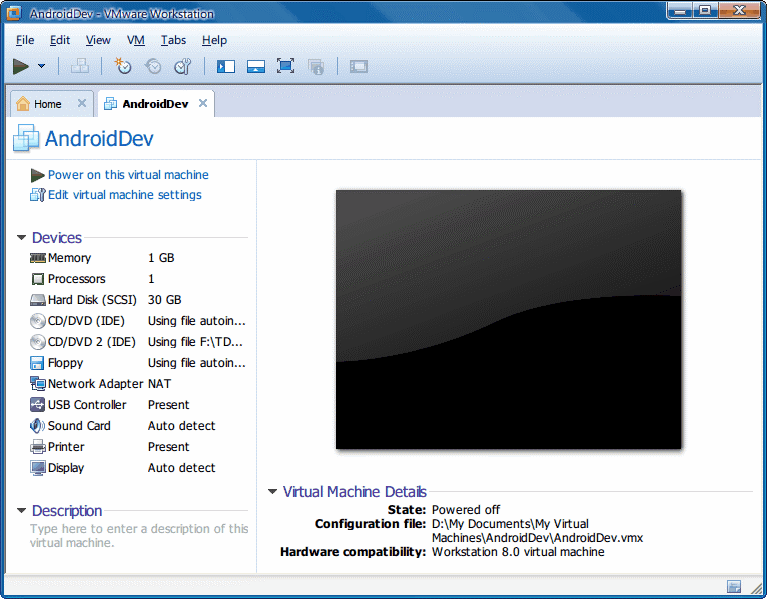 AndroidDev - VMware Workstation
File Edit View VM Tabs Help
Home AndroidDev
AndroidDev
Power on this virtual machine
Edit virtual machine settings
Devices
Memory 1 GB
Processors 1
Hard Disk (SCSI) 30 GB
CD/DVD (IDE) Using file autoin...
CD/DVD 2 (IDE) Using file F:\TD...
Floppy Using file autoin...
Network Adapter NAT
USB Controller Present
Sound Card Auto detect
Printer Present
Display Auto detect
Description
Type here to enter a description of this
virtual machine.
Virtual Machine Details
State: Powered off
Configuration file: D:\My Documents\My Virtual
Machines\AndroidDev\AndroidDev.vmx
Hardware compatibility: Workstation 8.0 virtual machine